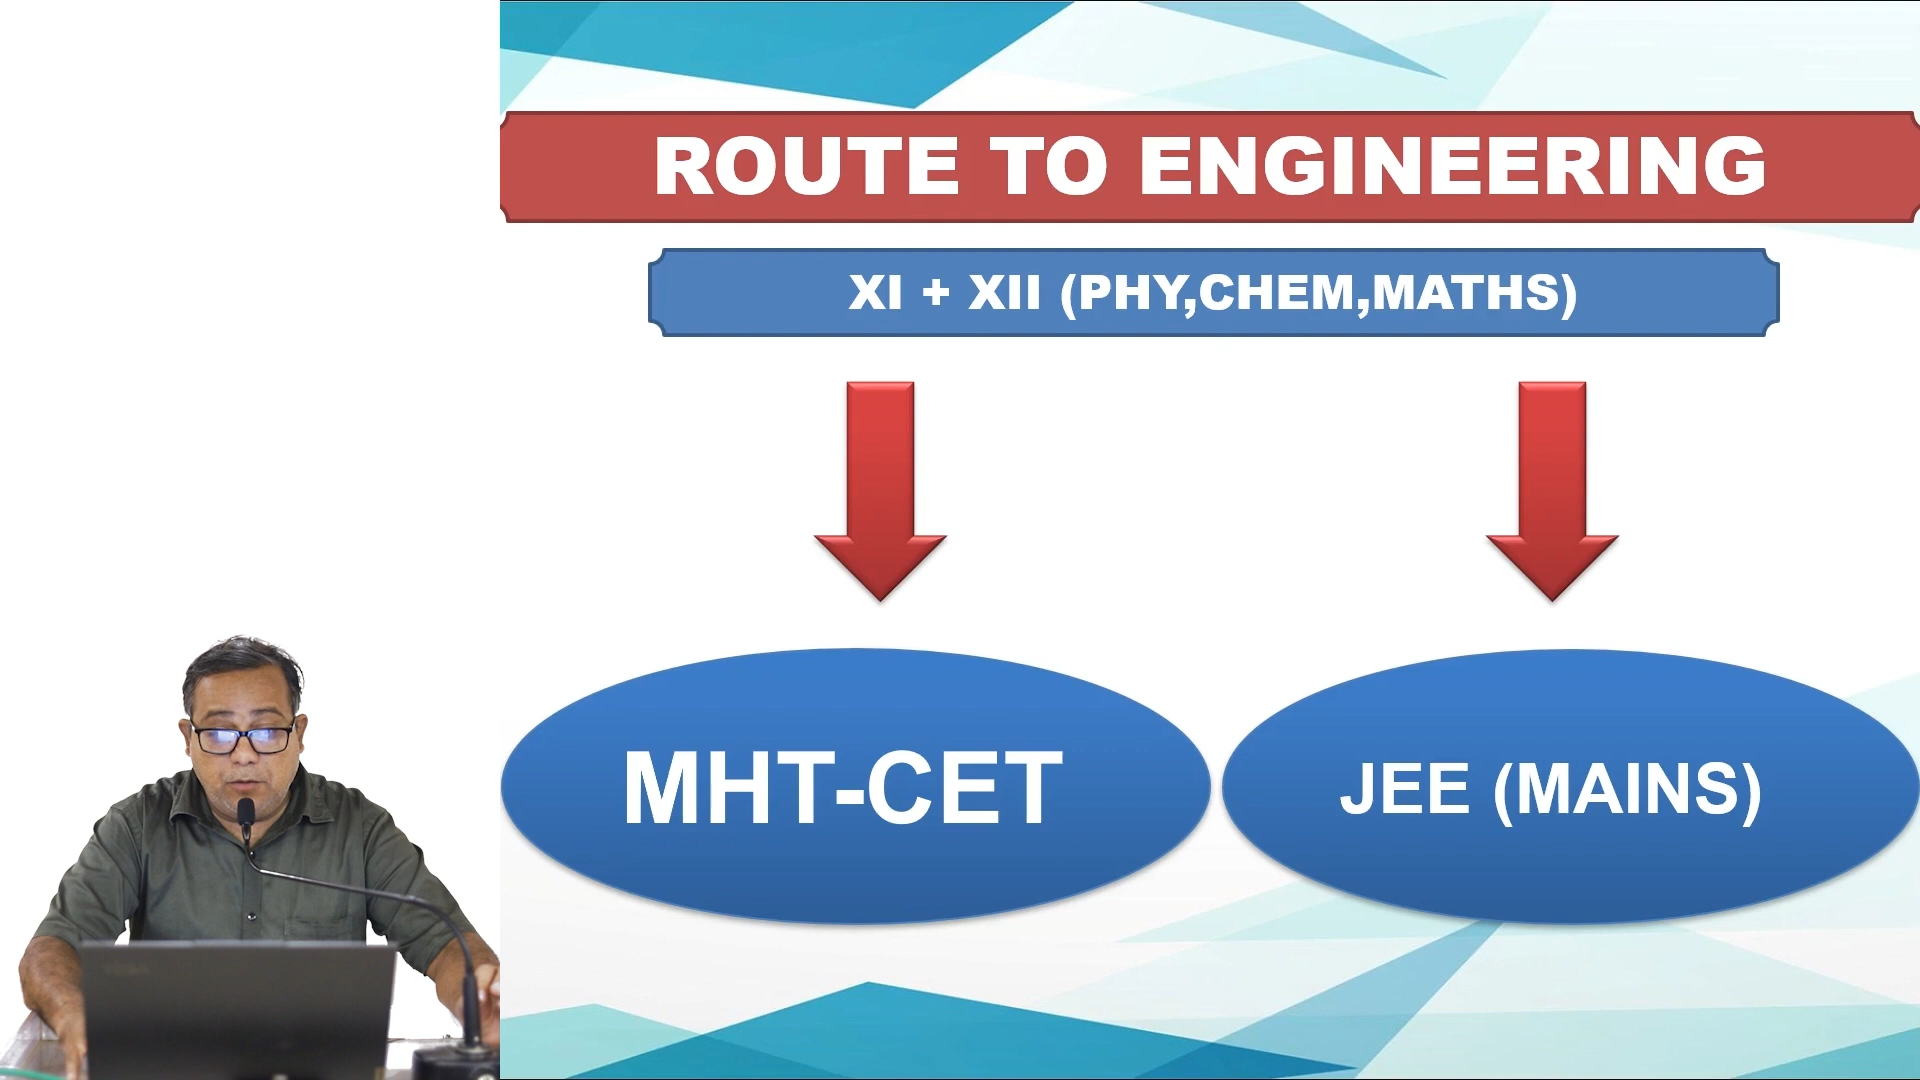 ROUTE TO ENGINEERING
XI + XII (PHY,CHEM,MATHS)
MHT-CET
JEE (MAINS)